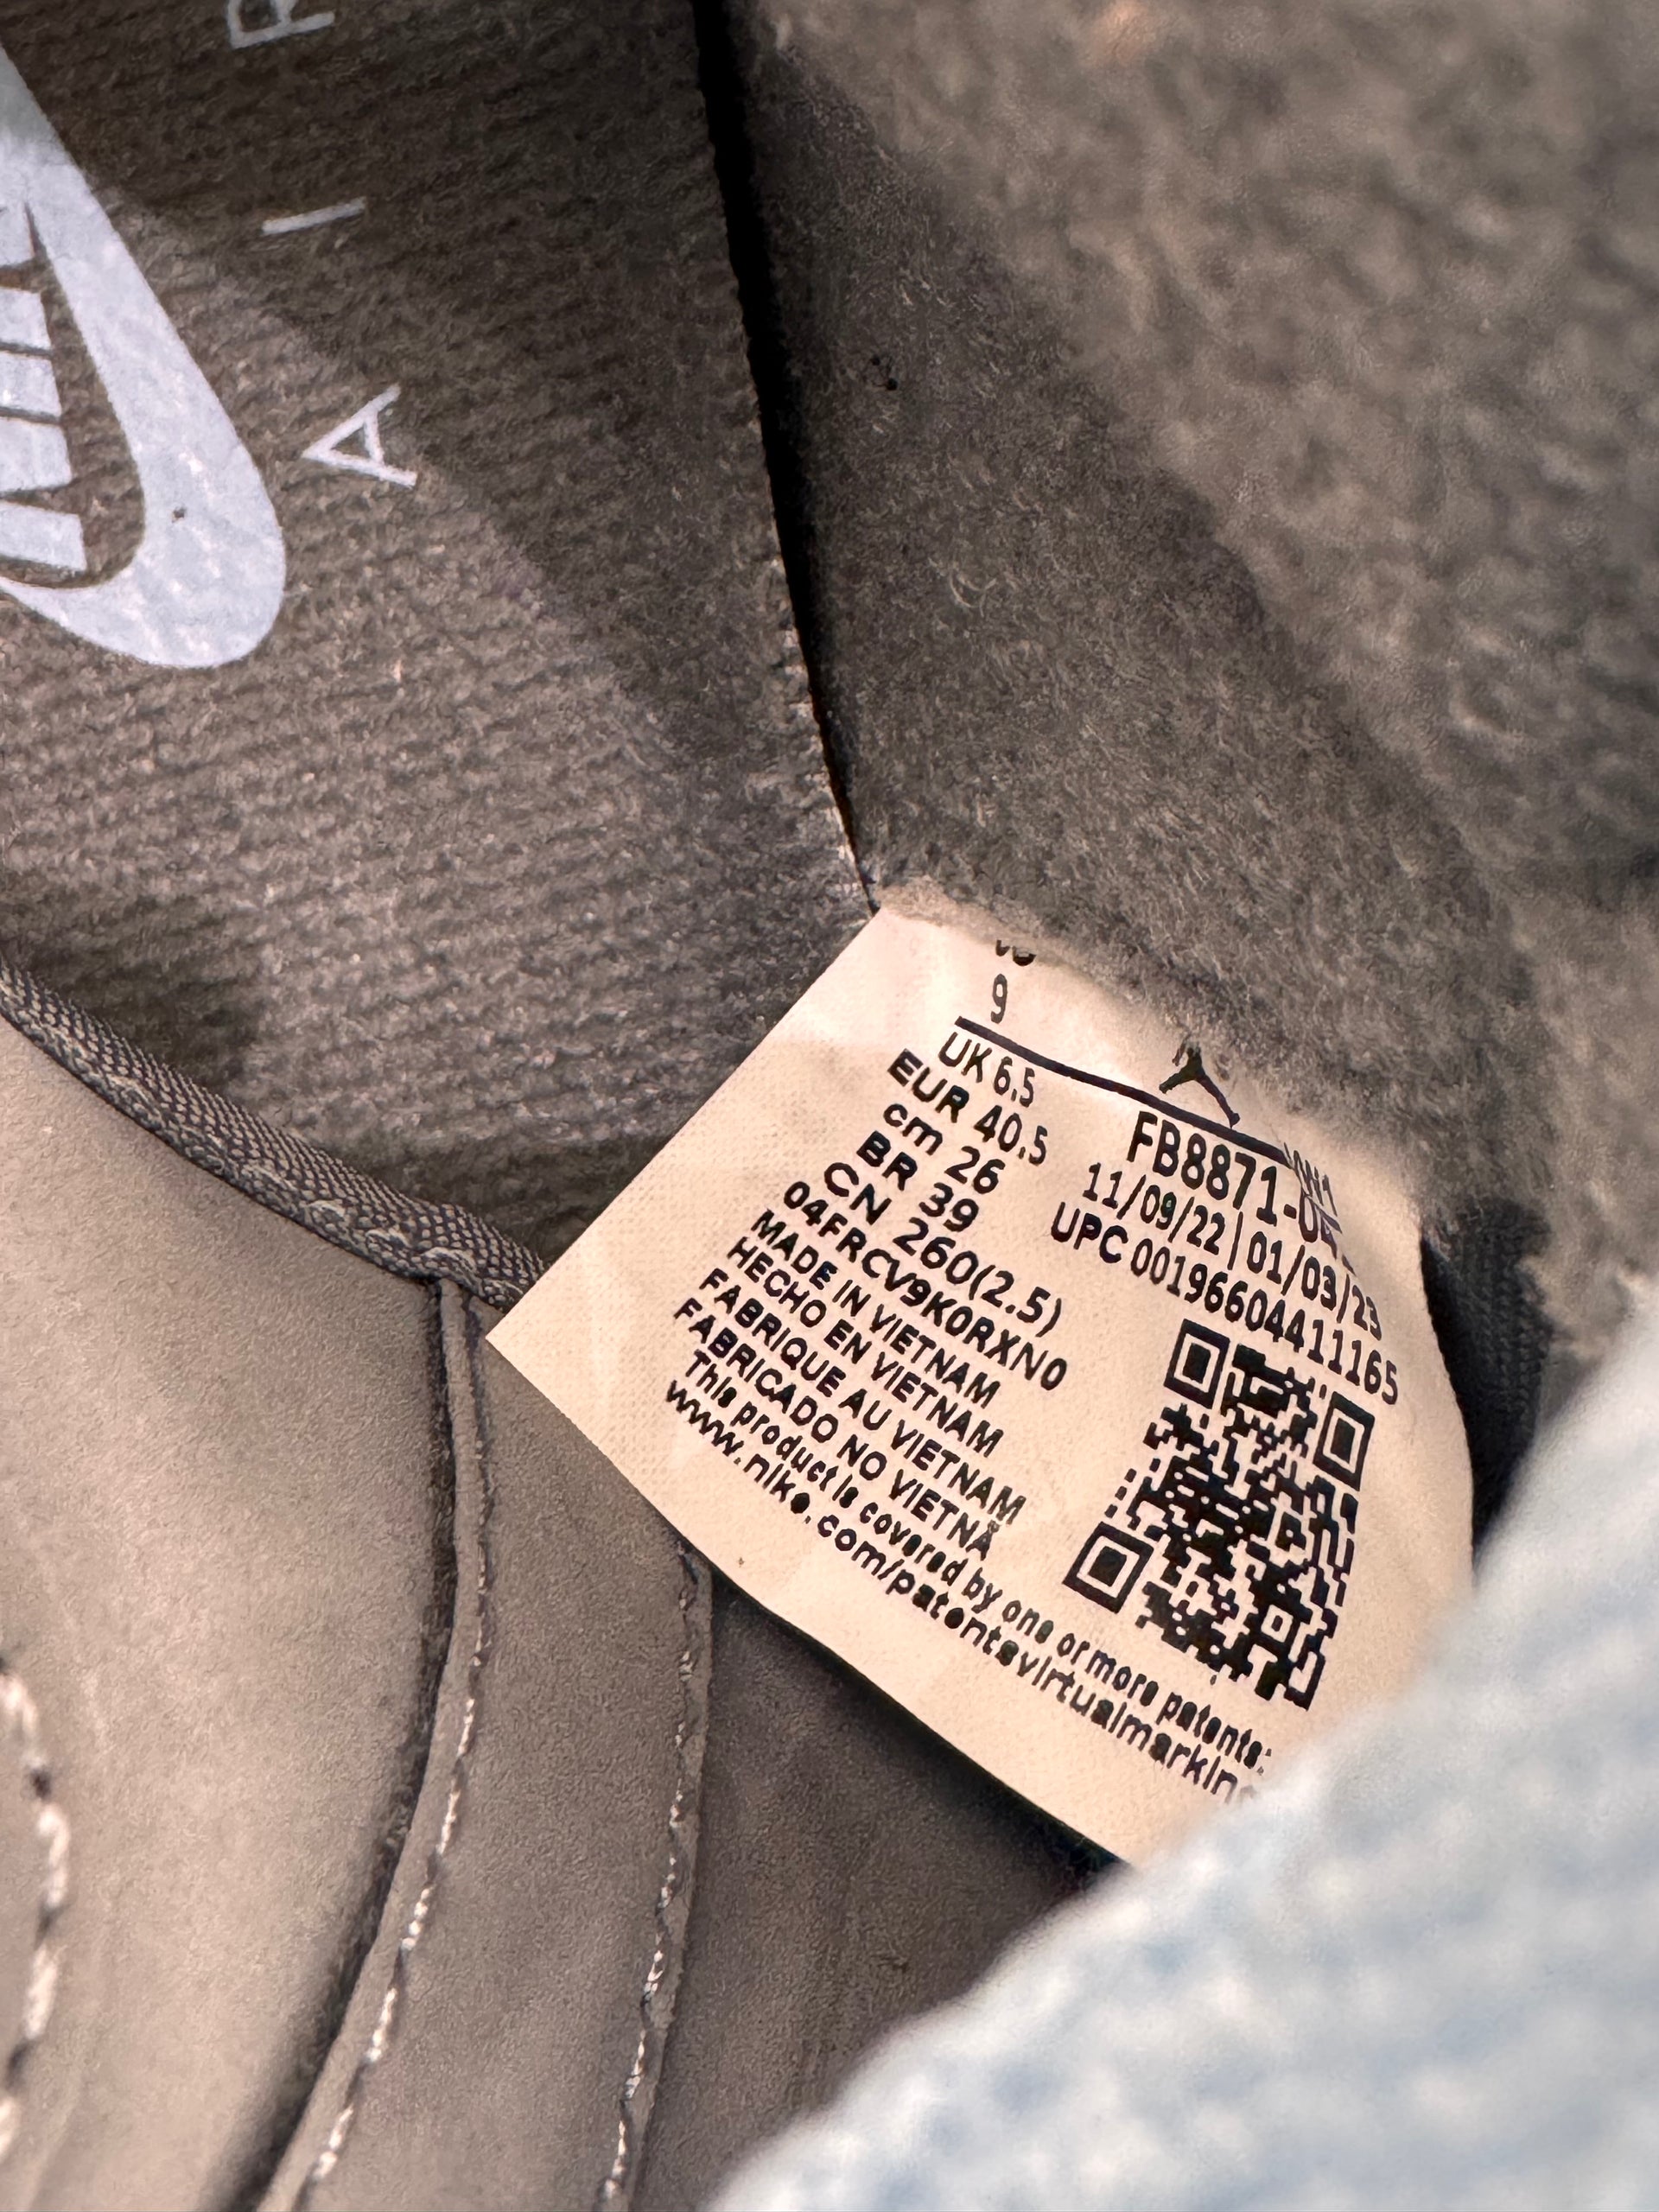 A I R
9
UK 6.5
EUR 40.5
cm 26
BR 39
CN 260(2.5)
04FRCV9K0RXN0
MADE IN VIETNAM
HECHO EN VIETNAM
FABRIQUE AU VIETNAM
FABRICADO NO VIETNÃ
This product is covered by one or more patents:
www.nike.com/patentsvirtualmarking
W1
FB8871-04
11/09/22 | 01/03/23
UPC 00196604411165